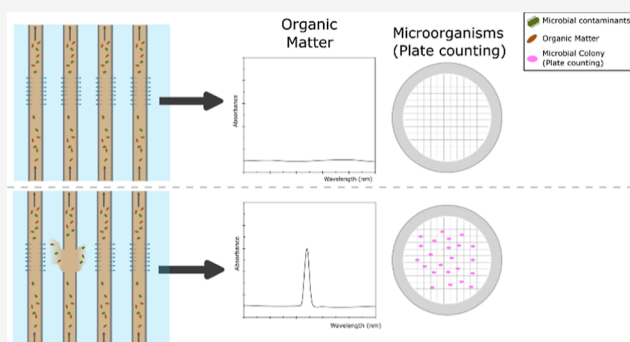 Organic
Matter
Microorganisms
(Plate counting)
Microbial contaminants
Organic Matter
Microbial Colony
(Plate counting)
Absorbance
Wavelength (nm)
Absorbance
Wavelength (nm)